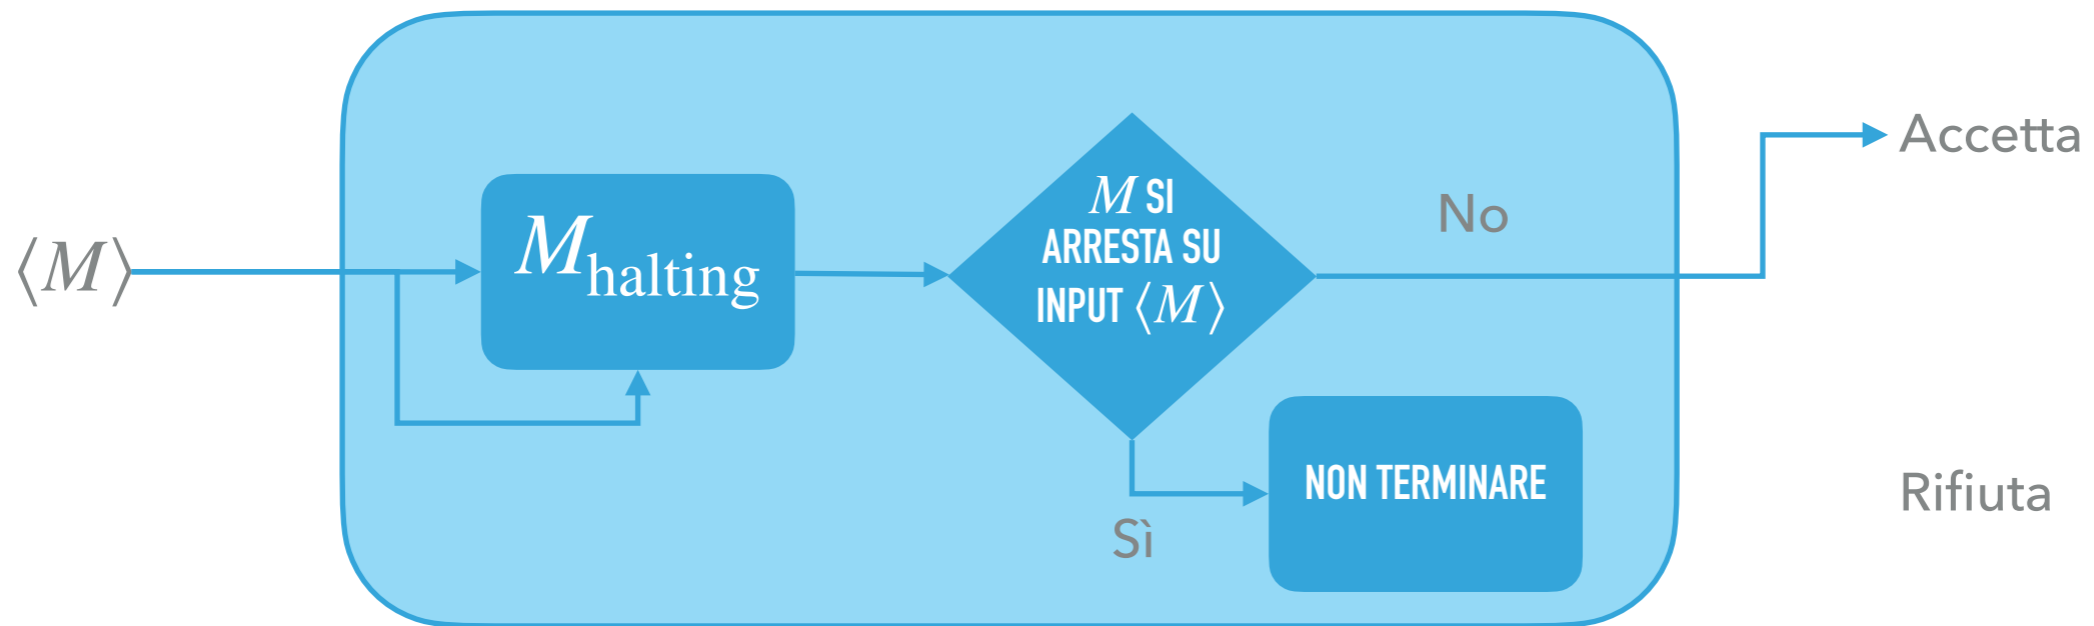 ⟨M⟩
M_halting
M SI
ARRESTA SU
INPUT ⟨M⟩
No
Accetta
Sì
NON TERMINARE
Rifiuta